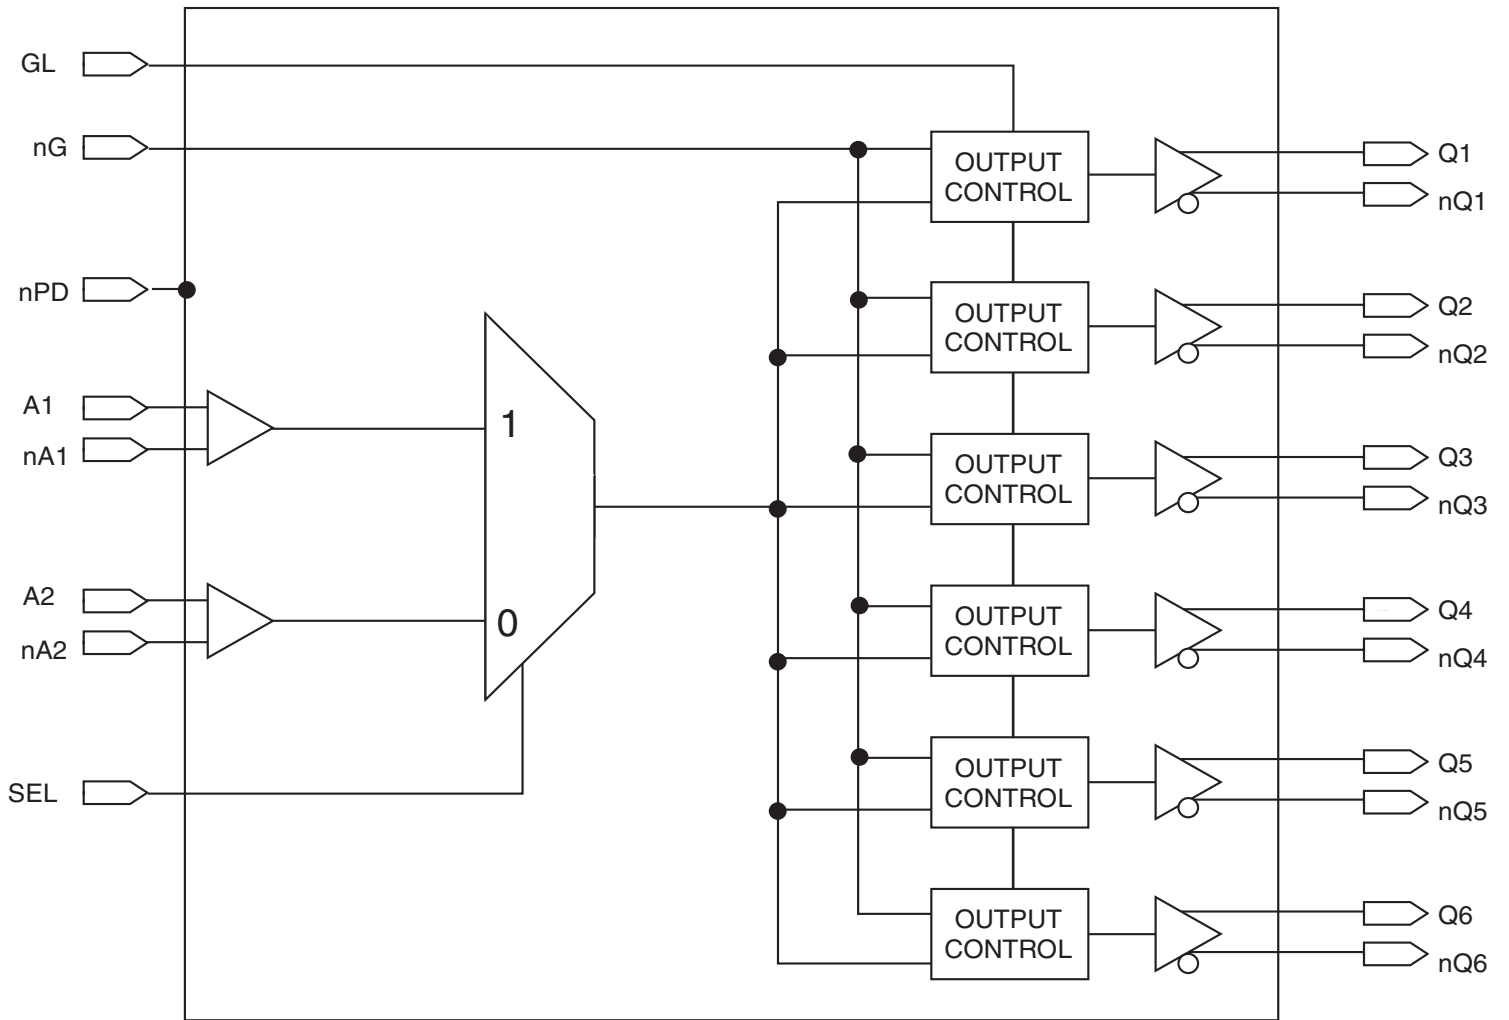 GL
nG
nPD
A1
nA1
A2
nA2
SEL
1
0
OUTPUT
CONTROL
OUTPUT
CONTROL
OUTPUT
CONTROL
OUTPUT
CONTROL
OUTPUT
CONTROL
OUTPUT
CONTROL
Q1
nQ1
Q2
nQ2
Q3
nQ3
Q4
nQ4
Q5
nQ5
Q6
nQ6